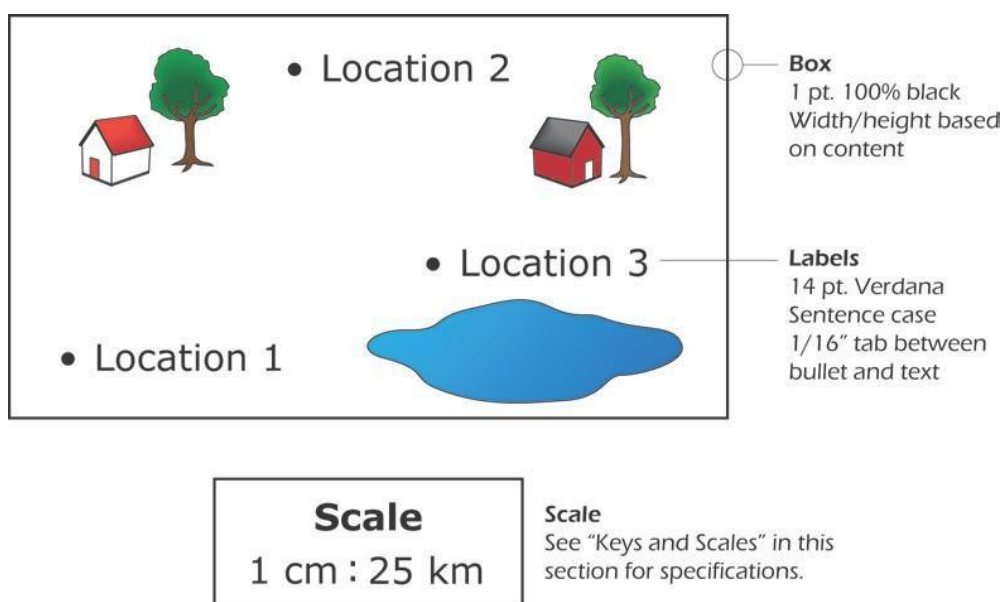 • Location 2
Box
1 pt. 100% black
Width/height based
on content
• Location 3
Labels
14 pt. Verdana
Sentence case
1/16” tab between
bullet and text
• Location 1
Scale
1 cm : 25 km
Scale
See “Keys and Scales” in this
section for specifications.